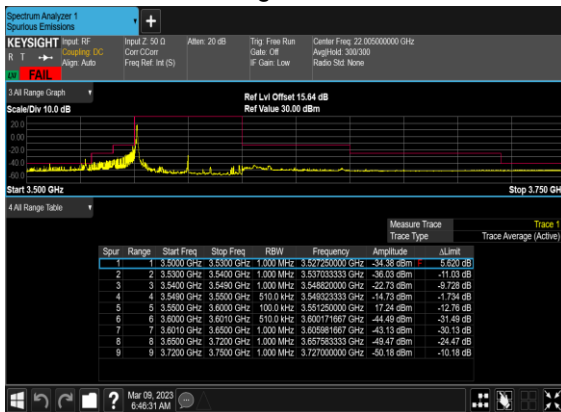 Spectrum Analyzer 1
Spurious Emissions
KEYSIGHT Input: RF Input Z: 50 Ω Atten: 20 dB Trig: Free Run Center Freq: 22.005000000 GHz
R T Coupling: DC Corr CCorr Gate: Off Avg|Hold: 300/300
Align: Auto Freq Ref: Int (S) IF Gain: Low Radio Std: None
FAIL
3 All Range Graph
Ref Lvl Offset 15.64 dB
Scale/Div 10.0 dB Ref Value 30.00 dBm
20.0
0.00
-20.0
-40.0
-60.0
Start 3.500 GHz Stop 3.750 GH
4 All Range Table
Measure Trace Trace 1
Trace Type Trace Average (Active)
Spur Range Start Freq Stop Freq RBW Frequency Amplitude ΔLimit
1 1 3.5000 GHz 3.5300 GHz 1.000 MHz 3.527250000 GHz -34.38 dBm F 5.620 dB
2 2 3.5300 GHz 3.5400 GHz 1.000 MHz 3.537033333 GHz -36.03 dBm -11.03 dB
3 3 3.5400 GHz 3.5490 GHz 1.000 MHz 3.548820000 GHz -22.73 dBm -9.728 dB
4 4 3.5490 GHz 3.5500 GHz 510.0 kHz 3.549323333 GHz -14.73 dBm -1.734 dB
5 5 3.5500 GHz 3.6000 GHz 100.0 kHz 3.551250000 GHz 17.24 dBm -12.76 dB
6 6 3.6000 GHz 3.6010 GHz 510.0 kHz 3.600171667 GHz -44.49 dBm -31.49 dB
7 7 3.6010 GHz 3.6500 GHz 1.000 MHz 3.605981667 GHz -43.13 dBm -30.13 dB
8 8 3.6500 GHz 3.7200 GHz 1.000 MHz 3.657583333 GHz -49.47 dBm -24.47 dB
9 9 3.7200 GHz 3.7500 GHz 1.000 MHz 3.727000000 GHz -50.18 dBm -10.18 dB
Mar 09, 2023
6:46:31 AM